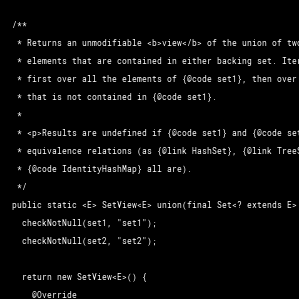 /**
* Returns an unmodifiable <b>view</b> of the union of two
* elements that are contained in either backing set. Iter
* first over all the elements of {@code set1}, then over
* that is not contained in {@code set1}.
*
* <p>Results are undefined if {@code set1} and {@code set
* equivalence relations (as {@link HashSet}, {@link TreeS
* {@code IdentityHashMap} all are).
*/
public static <E> SetView<E> union(final Set<? extends E>
checkNotNull(set1, "set1");
checkNotNull(set2, "set2");
return new SetView<E>() {
@Override